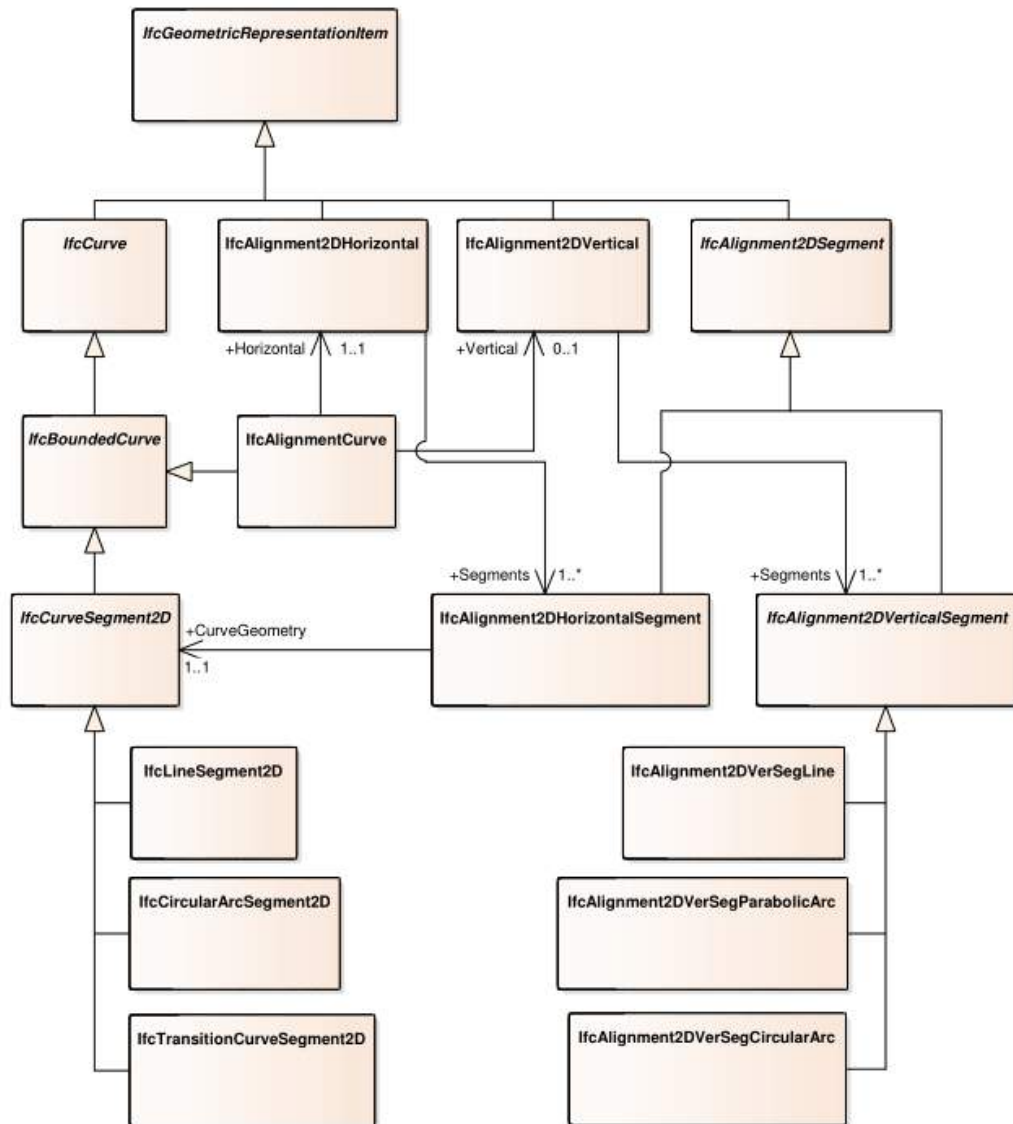 IfcGeometricRepresentationItem
IfcCurve
IfcAlignment2DHorizontal
IfcAlignment2DVertical
IfcAlignment2DSegment
+Horizontal
1..1
+Vertical
0..1
IfcBoundedCurve
IfcAlignmentCurve
+Segments
1..*
+Segments
1..*
IfcCurveSegment2D
+CurveGeometry
1..1
IfcAlignment2DHorizontalSegment
IfcAlignment2DVerticalSegment
IfcLineSegment2D
IfcAlignment2DVerSegLine
IfcCircularArcSegment2D
IfcAlignment2DVerSegParabolicArc
IfcTransitionCurveSegment2D
IfcAlignment2DVerSegCircularArc